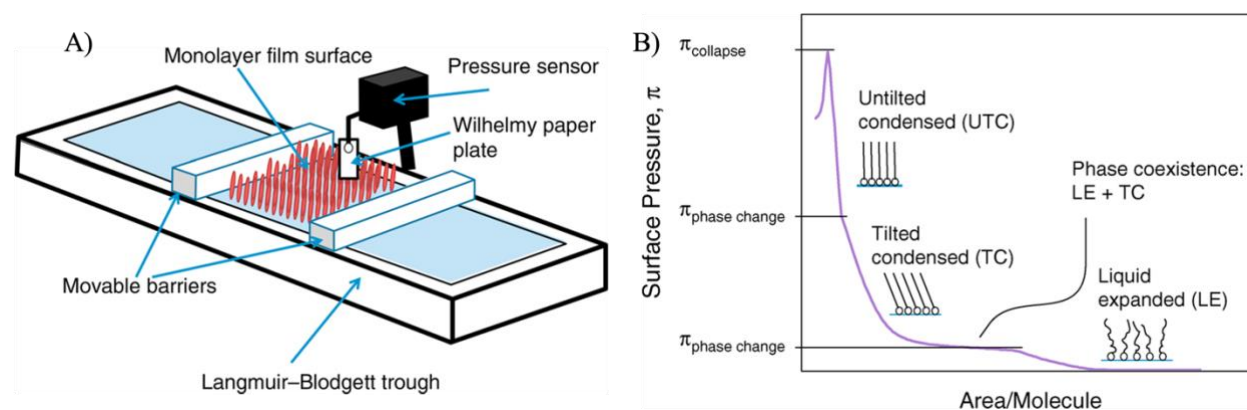 A)
Monolayer film surface
Pressure sensor
Wilhelmy paper
plate
Movable barriers
Langmuir–Blodgett trough
B)
Surface Pressure, π
πcollapse
Untilted
condensed (UTC)
Phase coexistence:
LE + TC
πphase change
Tilted
condensed (TC)
Liquid
expanded (LE)
πphase change
Area/Molecule